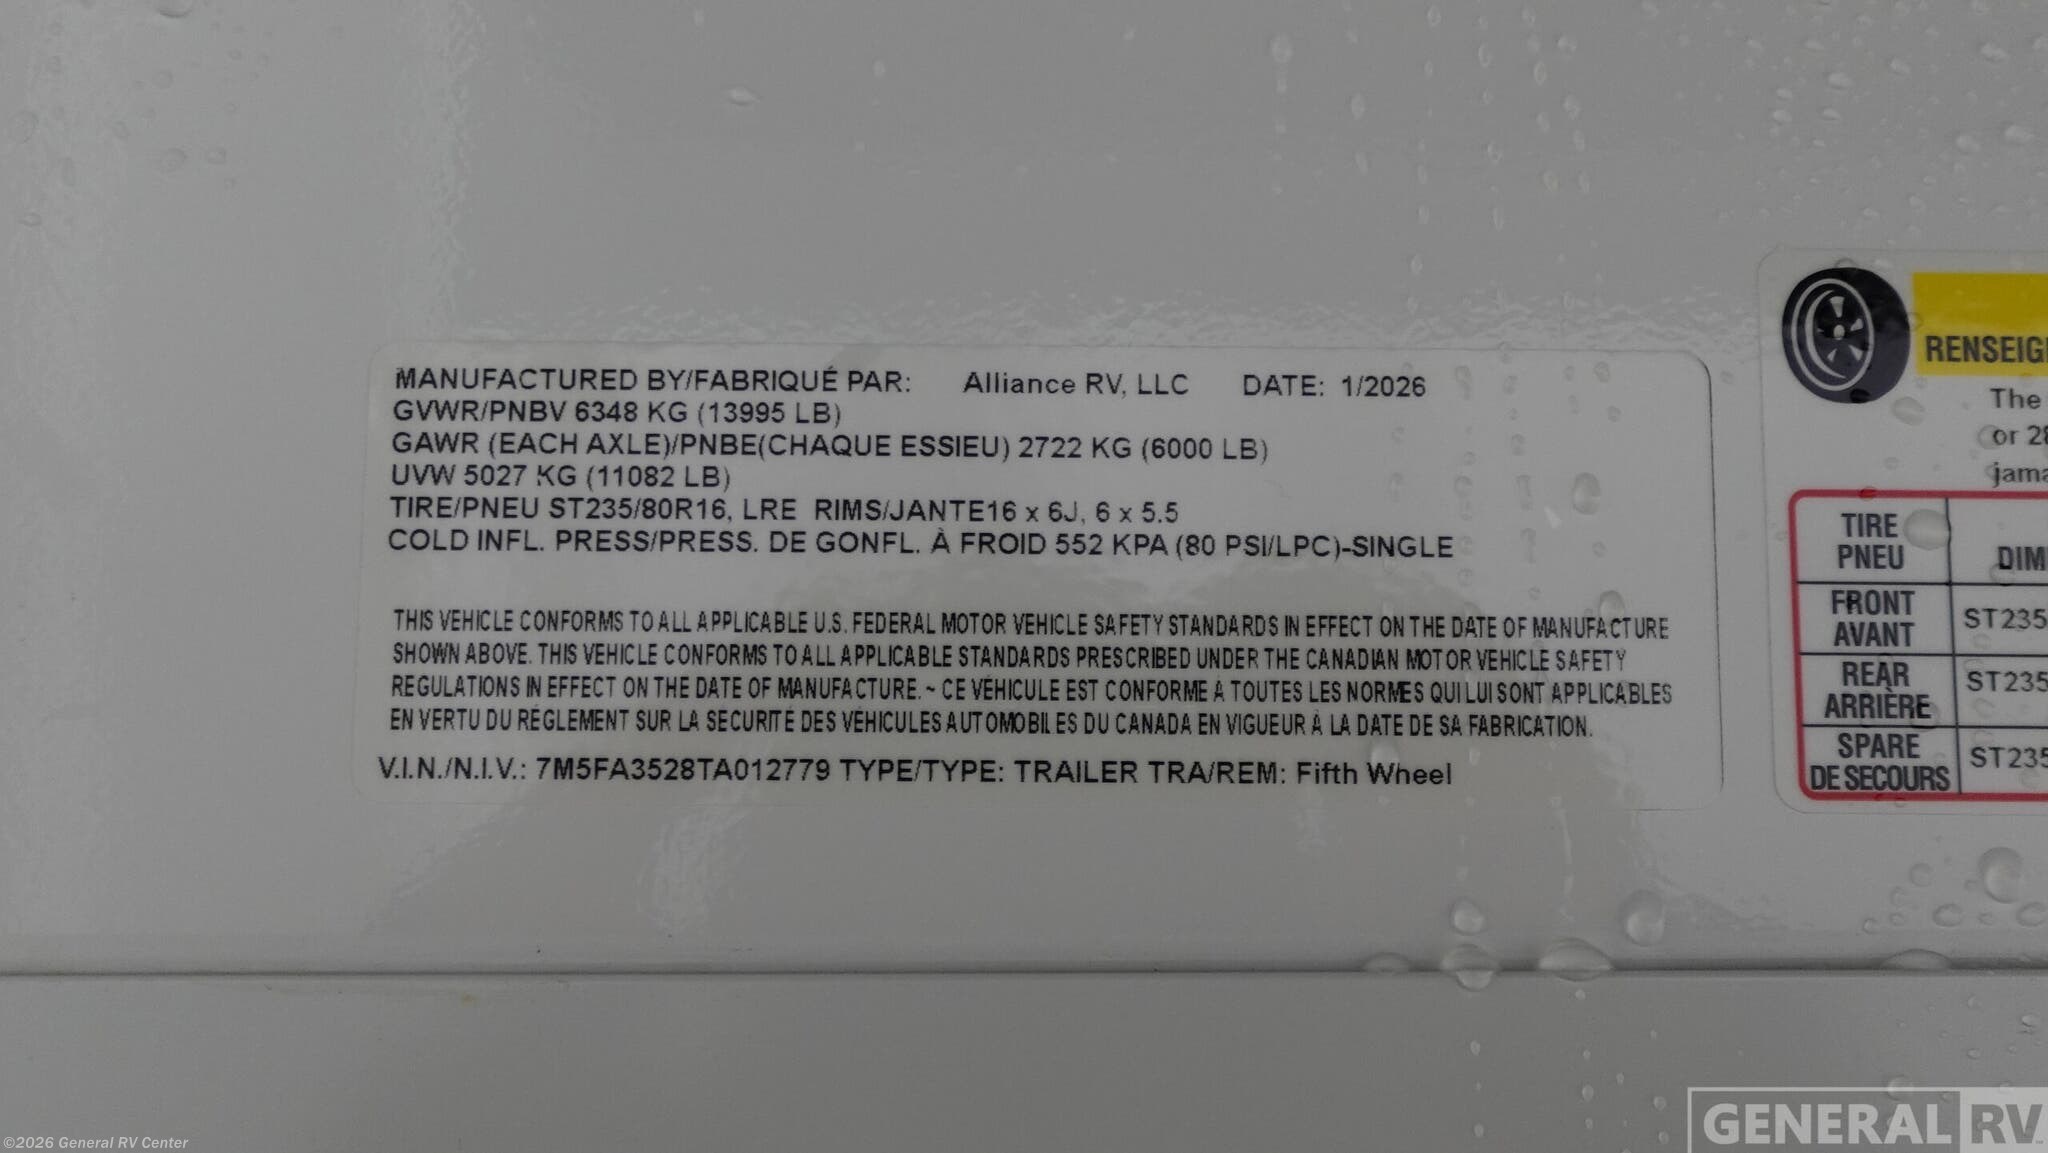 MANUFACTURED BY/FABRIQUÉ PAR: Alliance RV, LLC DATE: 1/2026
GVWR/PNBV 6348 KG (13995 LB)
GAWR (EACH AXLE)/PNBE(CHAQUE ESSIEU) 2722 KG (6000 LB)
UVW 5027 KG (11082 LB)
TIRE/PNEU ST235/80R16, LRE RIMS/JANTE16 x 6J, 6 x 5.5
COLD INFL. PRESS/PRESS. DE GONFL. À FROID 552 KPA (80 PSI/LPC)-SINGLE
THIS VEHICLE CONFORMS TO ALL APPLICABLE U.S. FEDERAL MOTOR VEHICLE SAFETY STANDARDS IN EFFECT ON THE DATE OF MANUFACTURE
SHOWN ABOVE. THIS VEHICLE CONFORMS TO ALL APPLICABLE STANDARDS PRESCRIBED UNDER THE CANADIAN MOTOR VEHICLE SAFETY
REGULATIONS IN EFFECT ON THE DATE OF MANUFACTURE. ~ CE VÉHICULE EST CONFORME À TOUTES LES NORMES QUI LUI SONT APPLICABLES
EN VERTU DU RÉGLEMENT SUR LA SÉCURITÉ DES VÉHICULES AUTOMOBILES DU CANADA EN VIGUEUR À LA DATE DE SA FABRICATION.
V.I.N./N.I.V.: 7M5FA3528TA012779 TYPE/TYPE: TRAILER TRA/REM: Fifth Wheel
RENSEIG
The
or 28
jama
TIRE
PNEU DIM
FRONT
AVANT ST235
REAR
ARRIÈRE ST235
SPARE
DE SECOURS ST235
©2026 General RV Center
GENERAL RV